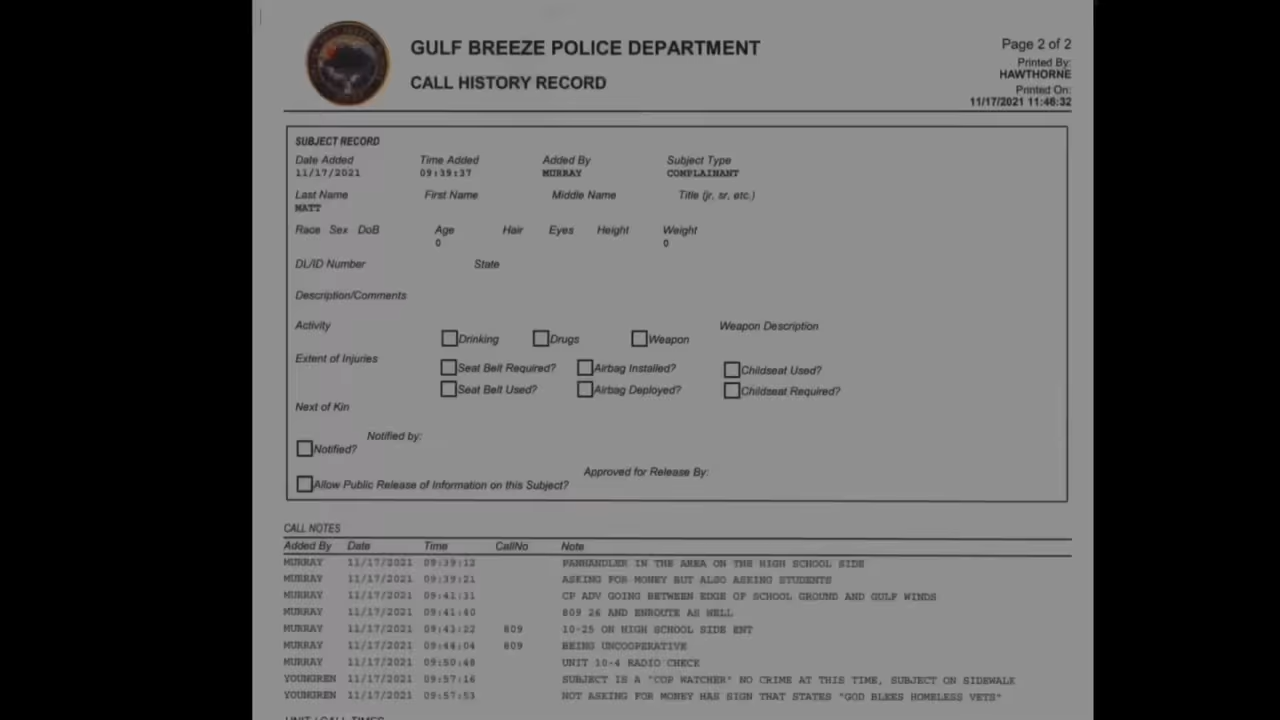 GULF BREEZE POLICE DEPARTMENT
CALL HISTORY RECORD
Page 2 of 2
Printed By:
HAWTHORNE
Printed On:
11/17/2021 11:46:32
SUBJECT RECORD
Date Added Time Added Added By Subject Type
11/17/2021 09:39:37 MURRAY COMPLAINANT
Last Name First Name Middle Name Title (jr, sr, etc.)
MATT
Race Sex DoB Age Hair Eyes Height Weight
0 0
DL/ID Number State
Description/Comments
Activity Drinking Drugs Weapon Weapon Description
Extent of Injuries Seat Belt Required? Airbag Installed? Childseat Used?
Seat Belt Used? Airbag Deployed? Childseat Required?
Next of Kin
Notified by:
Notified?
Approved for Release By:
Allow Public Release of Information on this Subject?
CALL NOTES
Added By Date Time CallNo Note
MURRAY 11/17/2021 09:39:12 PANHANDLER IN THE AREA ON THE HIGH SCHOOL SIDE
MURRAY 11/17/2021 09:39:21 ASKING FOR MONEY BUT ALSO ASKING STUDENTS
MURRAY 11/17/2021 09:41:31 CP ADV GOING BETWEEN EDGE OF SCHOOL GROUND AND GULF WINDS
MURRAY 11/17/2021 09:41:40 809 26 AND ENROUTE AS WELL
MURRAY 11/17/2021 09:43:22 809 10-25 ON HIGH SCHOOL SIDE ENT
MURRAY 11/17/2021 09:44:04 809 BEING UNCOOPERATIVE
MURRAY 11/17/2021 09:50:48 UNIT 10-4 RADIO CHECK
YOUNGREN 11/17/2021 09:57:16 SUBJECT IS A "COP WATCHER" NO CRIME AT THIS TIME, SUBJECT ON SIDEWALK
YOUNGREN 11/17/2021 09:57:53 NOT ASKING FOR MONEY HAS SIGN THAT STATES "GOD BLEES HOMELESS VETS"
UNIT / CALL TIMES